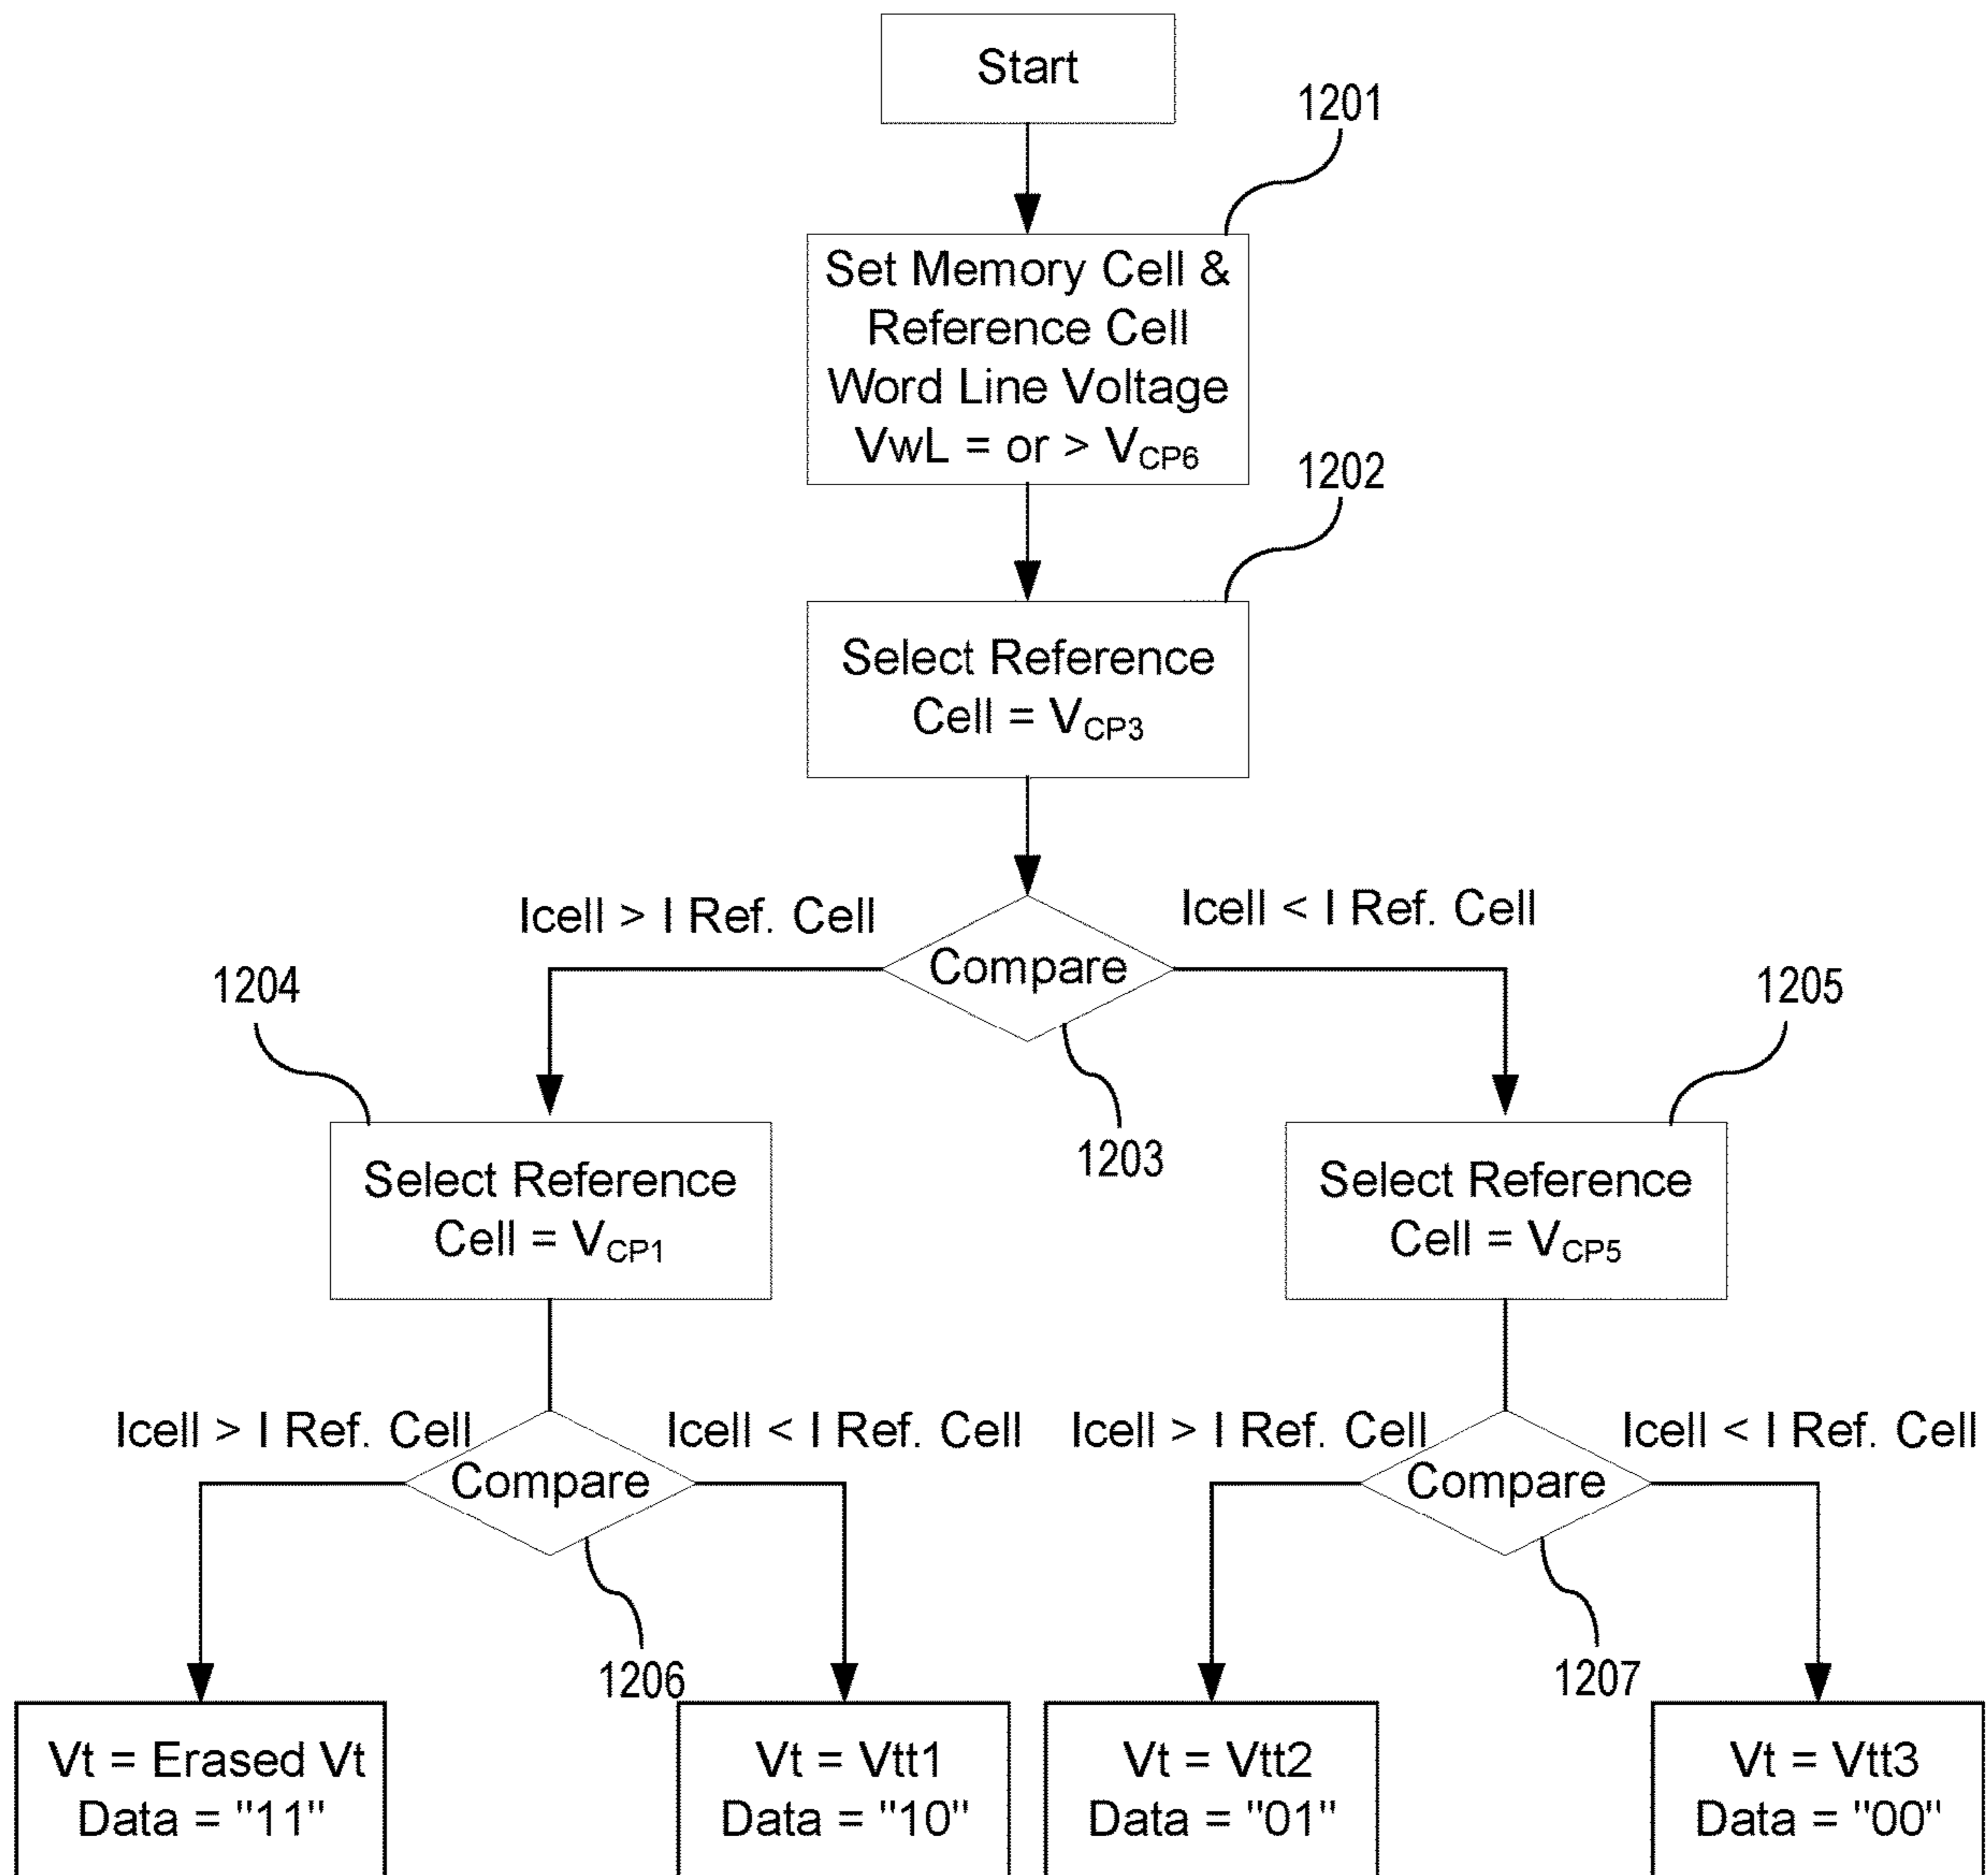 Start
1201
Set Memory Cell &
Reference Cell
Word Line Voltage
VwL = or > VCP6
1202
Select Reference
Cell = VCP3
Icell > I Ref. Cell
Icell < I Ref. Cell
Compare
1203
1204
1205
Select Reference
Cell = VCP1
Select Reference
Cell = VCP5
Icell > I Ref. Cell
Icell < I Ref. Cell
Compare
1206
Icell > I Ref. Cell
Icell < I Ref. Cell
Compare
1207
Vt = Erased Vt
Data = "11"
Vt = Vtt1
Data = "10"
Vt = Vtt2
Data = "01"
Vt = Vtt3
Data = "00"